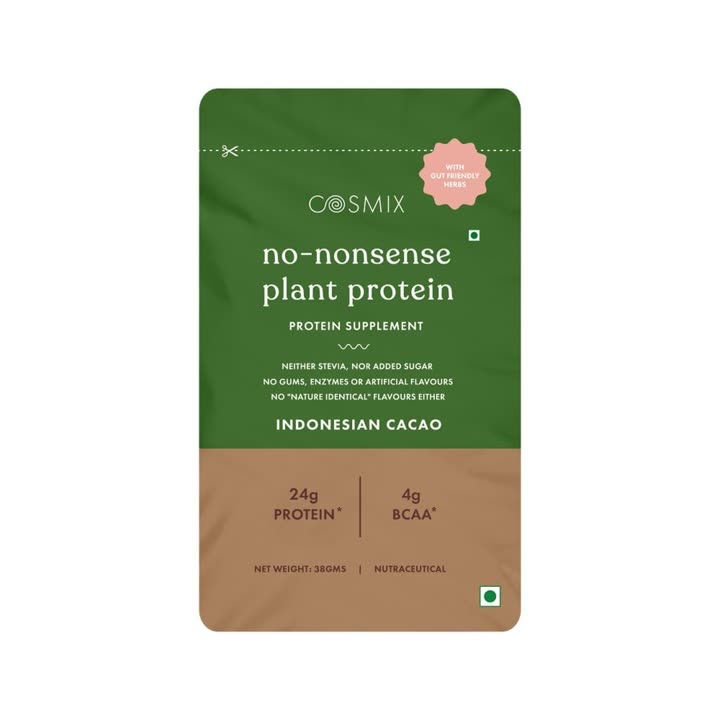 WITH
GUT FRIENDLY
HERBS
COSMIX
no-nonsense
plant protein
PROTEIN SUPPLEMENT
NEITHER STEVIA, NOR ADDED SUGAR
NO GUMS, ENZYMES OR ARTIFICIAL FLAVOURS
NO "NATURE IDENTICAL" FLAVOURS EITHER
INDONESIAN CACAO
24g
PROTEIN*
4g
BCAA*
NET WEIGHT: 38GMS | NUTRACEUTICAL